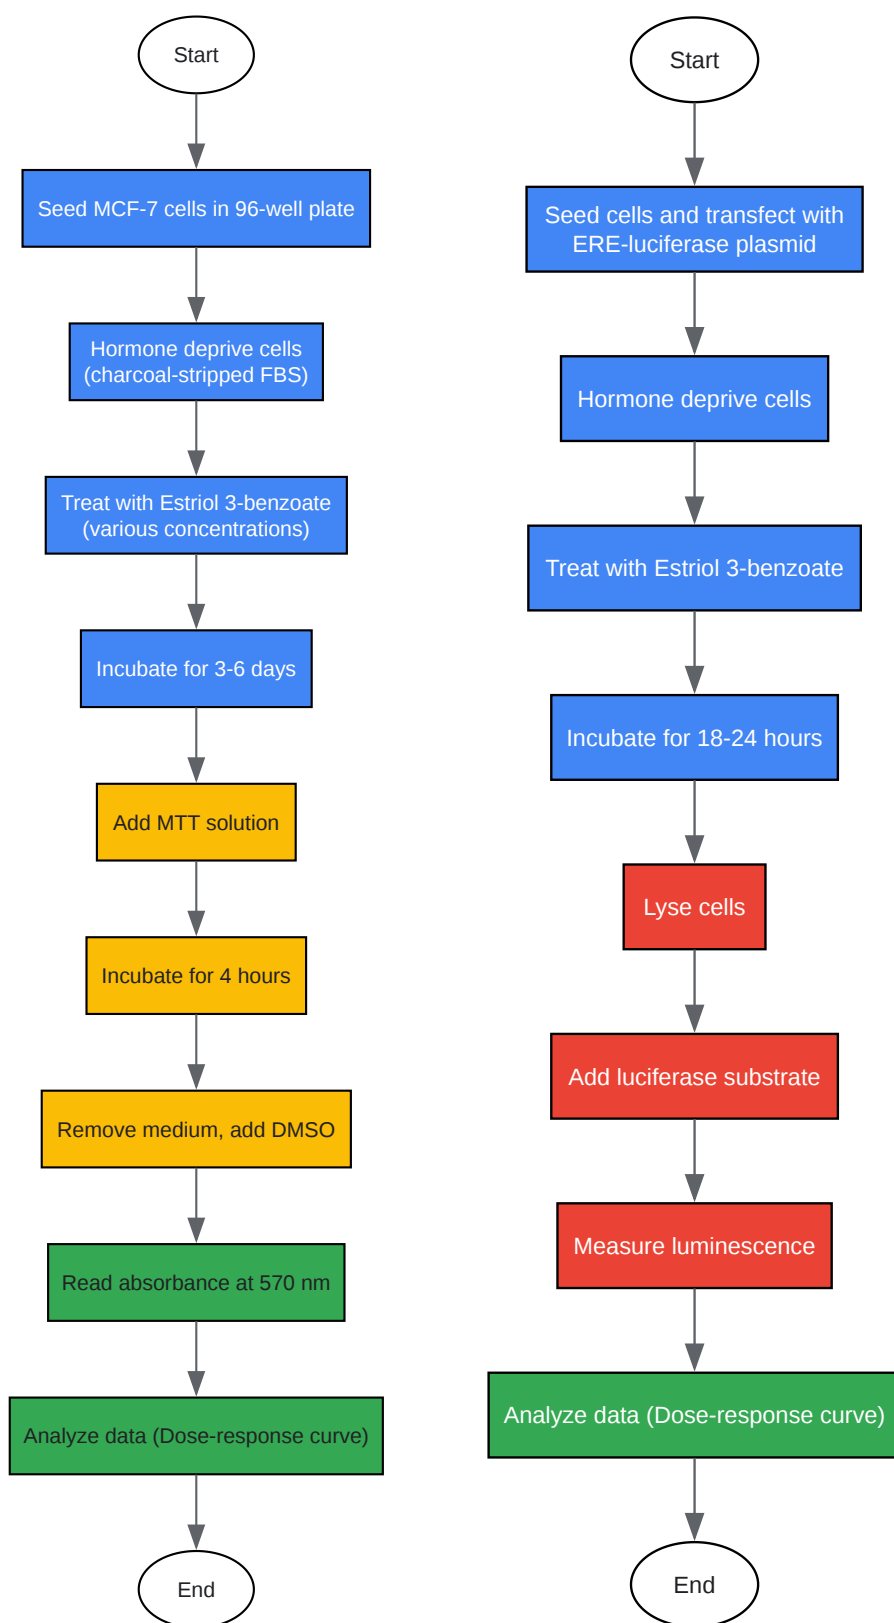 Start
Seed MCF-7 cells in 96-well plate
Hormone deprive cells
(charcoal-stripped FBS)
Treat with Estriol 3-benzoate
(various concentrations)
Incubate for 3-6 days
Add MTT solution
Incubate for 4 hours
Remove medium, add DMSO
Read absorbance at 570 nm
Analyze data (Dose-response curve)
End
Start
Seed cells and transfect with
ERE-luciferase plasmid
Hormone deprive cells
Treat with Estriol 3-benzoate
Incubate for 18-24 hours
Lyse cells
Add luciferase substrate
Measure luminescence
Analyze data (Dose-response curve)
End